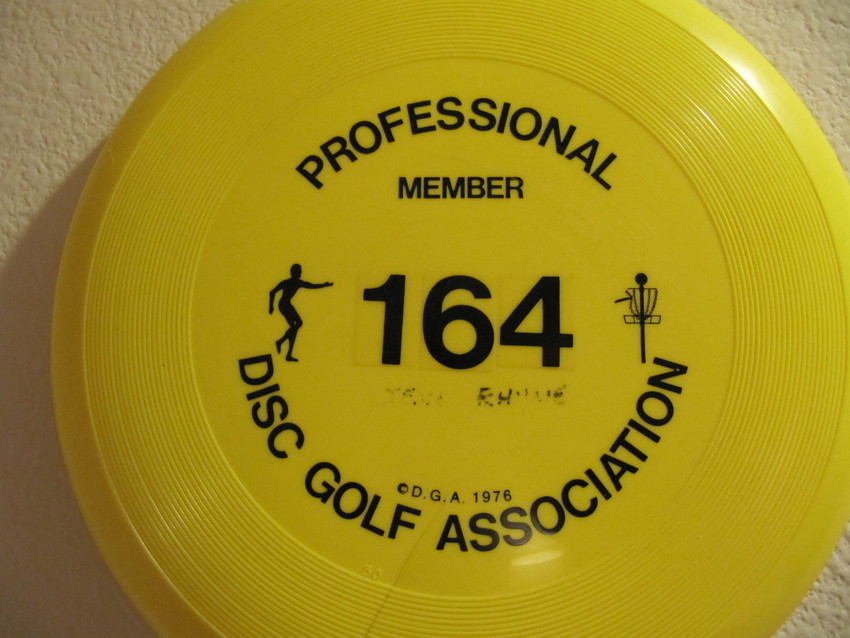 PROFESSIONAL
MEMBER
164
©D.G.A. 1976
DISC GOLF ASSOCIATION